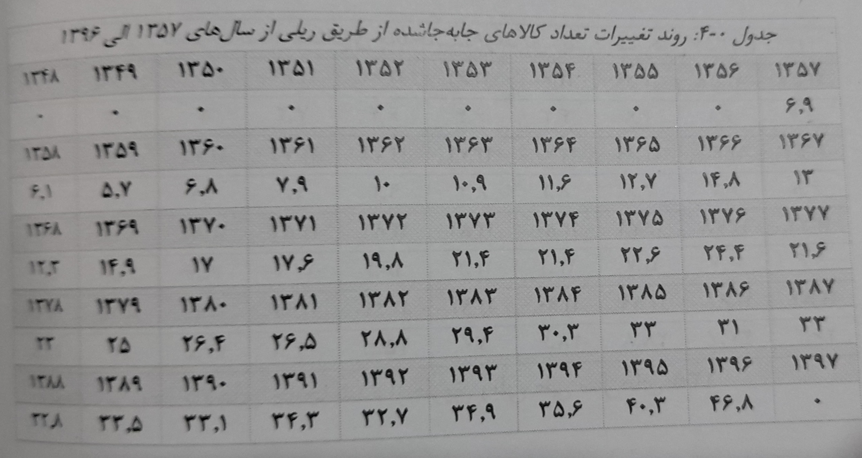 جدول ۰-۴: روند تغییرات تعداد کالاهای جابه‌جاشده از طریق ریلی از سال‌های ۱۳۵۷ الی ۱۳۹۶
۱۳۴۸ ۱۳۴۹ ۱۳۵۰ ۱۳۵۱ ۱۳۵۲ ۱۳۵۳ ۱۳۵۴ ۱۳۵۵ ۱۳۵۶ ۱۳۵۷
۰ ۰ ۰ ۰ ۰ ۰ ۰ ۰ ۰ ۶,۹
۱۳۵۸ ۱۳۵۹ ۱۳۶۰ ۱۳۶۱ ۱۳۶۲ ۱۳۶۳ ۱۳۶۴ ۱۳۶۵ ۱۳۶۶ ۱۳۶۷
۶,۱ ۵,۷ ۶,۸ ۷,۹ ۱۰ ۱۰,۹ ۱۱,۶ ۱۲,۷ ۱۴,۸ ۱۳
۱۳۶۸ ۱۳۶۹ ۱۳۷۰ ۱۳۷۱ ۱۳۷۲ ۱۳۷۳ ۱۳۷۴ ۱۳۷۵ ۱۳۷۶ ۱۳۷۷
۱۴,۹ ۱۷ ۱۷,۶ ۱۹,۸ ۲۱,۴ ۲۱,۴ ۲۲,۶ ۲۴,۴ ۲۱,۶
۱۳۷۸ ۱۳۷۹ ۱۳۸۰ ۱۳۸۱ ۱۳۸۲ ۱۳۸۳ ۱۳۸۴ ۱۳۸۵ ۱۳۸۶ ۱۳۸۷
۲۵ ۲۶,۴ ۲۶,۵ ۲۸,۸ ۲۹,۴ ۳۰,۳ ۳۳ ۳۱ ۳۳
۱۳۸۸ ۱۳۸۹ ۱۳۹۰ ۱۳۹۱ ۱۳۹۲ ۱۳۹۳ ۱۳۹۴ ۱۳۹۵ ۱۳۹۶ ۱۳۹۷
۳۲,۸ ۳۳,۵ ۳۳,۱ ۳۴,۳ ۳۲,۷ ۳۴,۹ ۳۵,۶ ۴۰,۳ ۴۶,۸ ۰